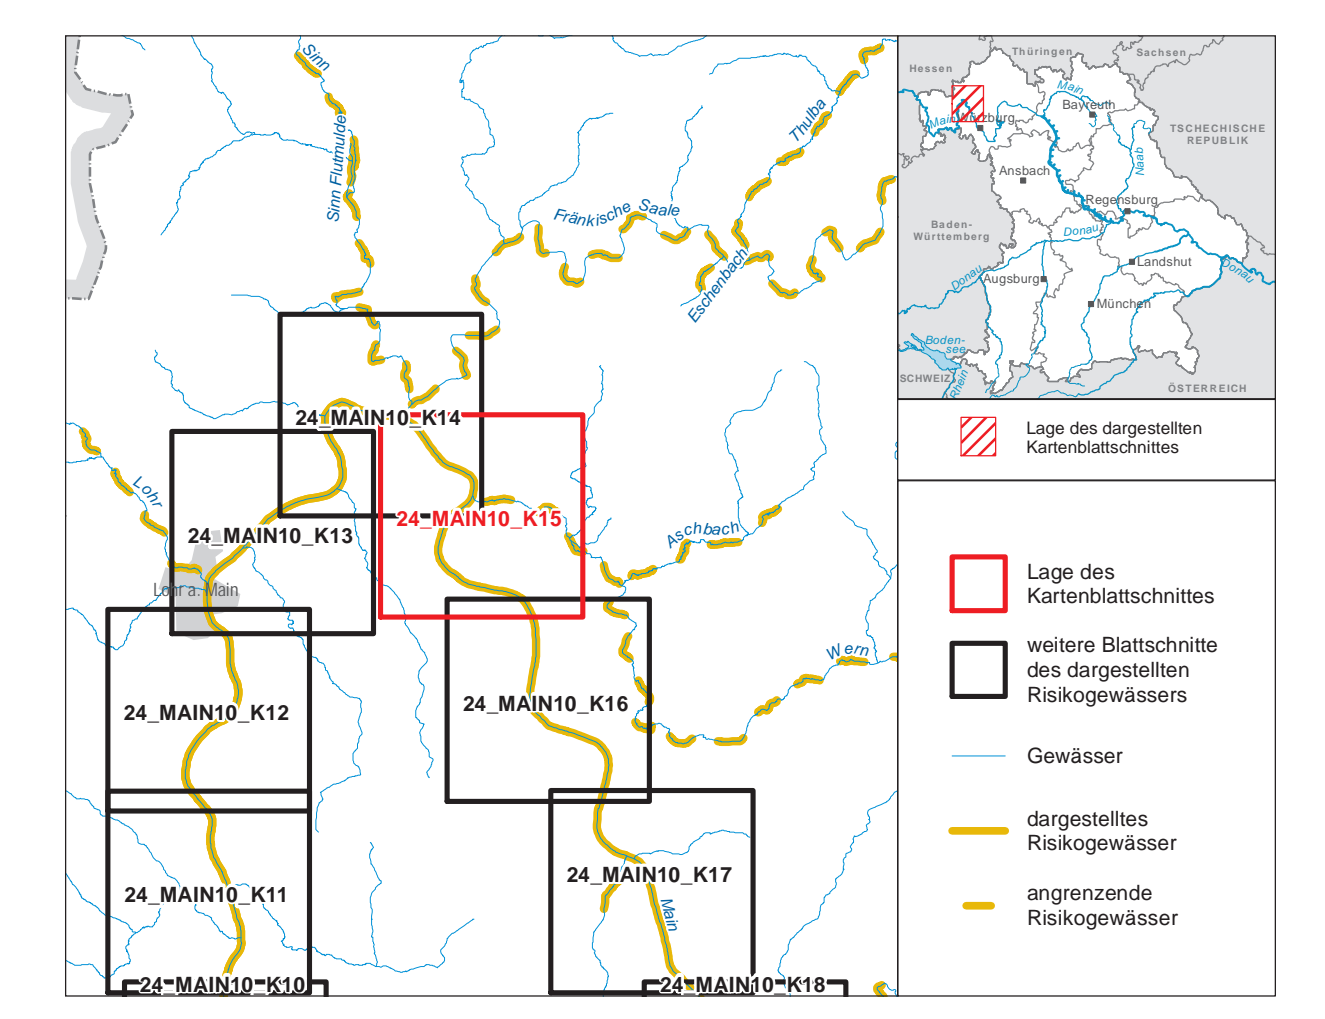 Sinn
Sinn Flutmulde
Thulba
Fränkische Saale
Eschenbach
24_MAIN10_K14
Lohr
24_MAIN10_K15
24_MAIN10_K13
Aschbach
Lohr a. Main
Wern
24_MAIN10_K16
24_MAIN10_K12
24_MAIN10_K17
24_MAIN10_K11
Main
24_MAIN10_K10
24_MAIN10_K18
Thüringen
Sachsen
Hessen
Main
Bayreuth
Main
Würzburg
TSCHECHISCHE
REPUBLIK
Naab
Ansbach
Regensburg
Baden-
Württemberg
Donau
Landshut
Donau
Donau
Augsburg
München
Boden-
see
SCHWEIZ
Rhein
ÖSTERREICH
Lage des dargestellten
Kartenblattschnittes
Lage des
Kartenblattschnittes
weitere Blattschnitte
des dargestellten
Risikogewässers
Gewässer
dargestelltes
Risikogewässer
angrenzende
Risikogewässer